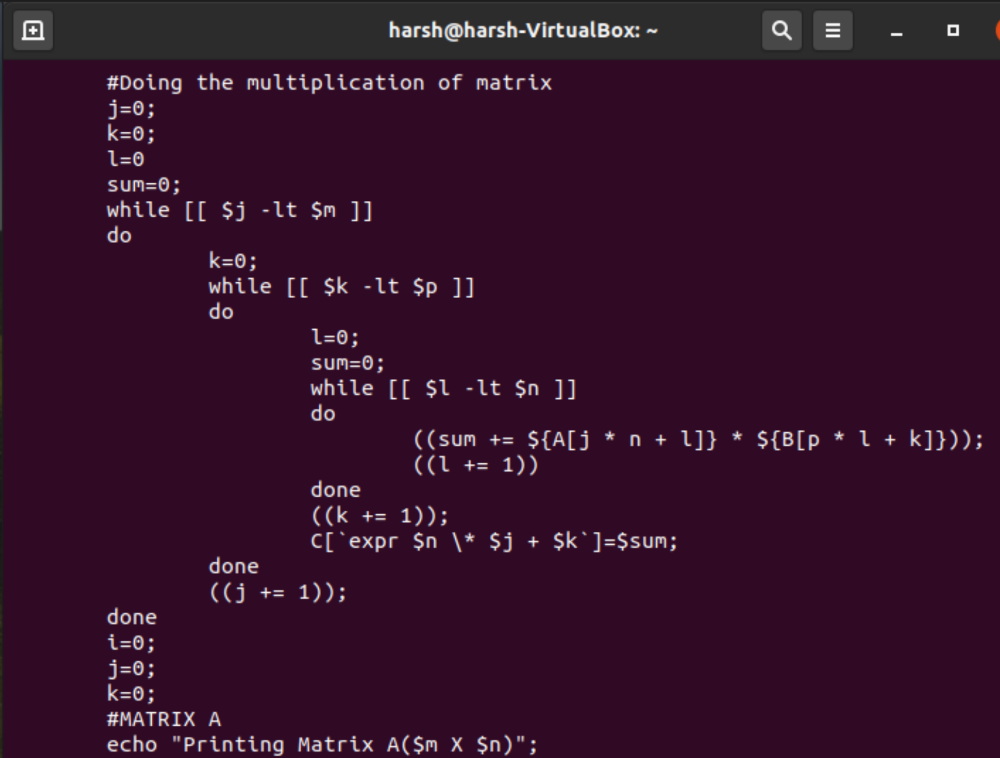 harsh@harsh-VirtualBox: ~
#Doing the multiplication of matrix
j=0;
k=0;
l=0
sum=0;
while [[ $j -lt $m ]]
do
k=0;
while [[ $k -lt $p ]]
do
l=0;
sum=0;
while [[ $l -lt $n ]]
do
((sum += ${A[j * n + l]} * ${B[p * l + k]}));
((l += 1))
done
((k += 1));
C[`expr $n \* $j + $k`]=$sum;
done
((j += 1));
done
i=0;
j=0;
k=0;
#MATRIX A
echo "Printing Matrix A($m X $n)";